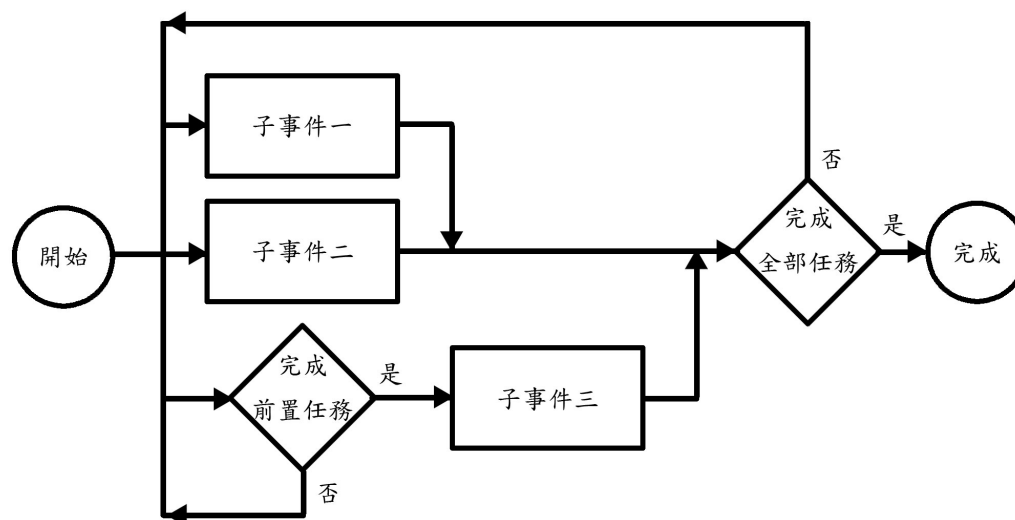 否
子事件一
完成
全部任務
是
開始
子事件二
完成
完成
前置任務
是
子事件三
否